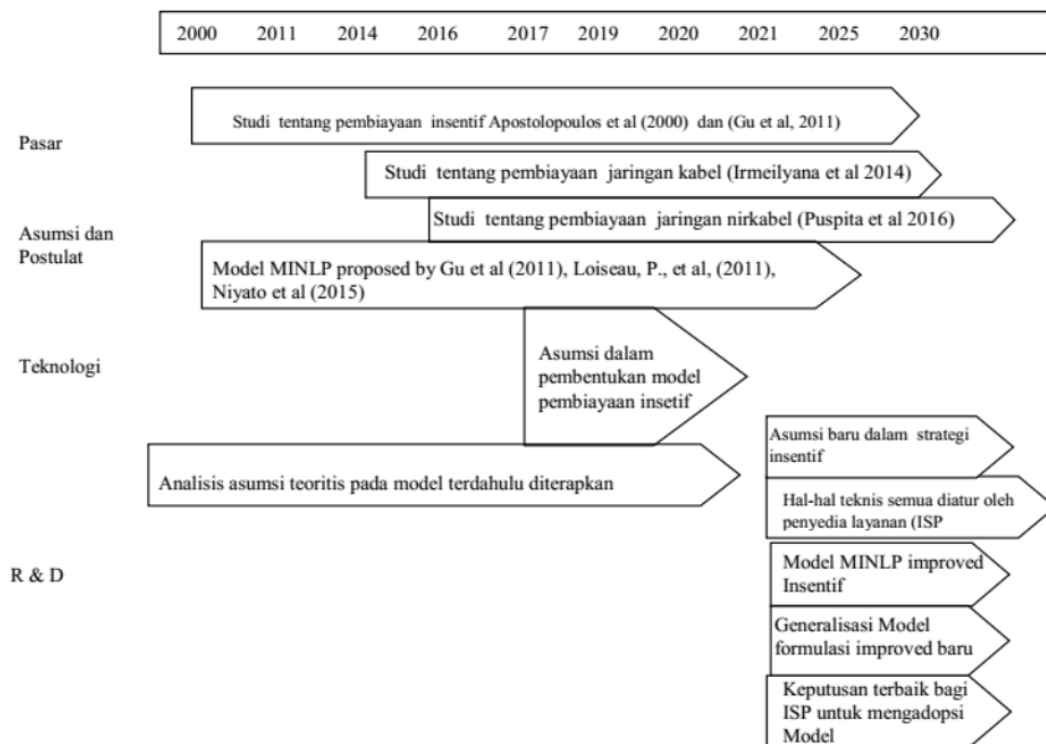 2000 2011 2014 2016 2017 2019 2020 2021 2025 2030
Studi tentang pembiayaan insentif Apostolopoulos et al (2000) dan (Gu et al, 2011)
Pasar
Studi tentang pembiayaan jaringan kabel (Irmeilyana et al 2014)
Studi tentang pembiayaan jaringan nirkabel (Puspita et al 2016)
Asumsi dan
Postulat
Model MINLP proposed by Gu et al (2011), Loiseau, P., et al, (2011),
Niyato et al (2015)
Teknologi
Asumsi dalam
pembentukan model
pembiayaan insetif
Asumsi baru dalam strategi
insentif
Analisis asumsi teoritis pada model terdahulu diterapkan
Hal-hal teknis semua diatur oleh
penyedia layanan (ISP
R & D
Model MINLP improved
Insentif
Generalisasi Model
formulasi improved baru
Keputusan terbaik bagi
ISP untuk mengadopsi
Model